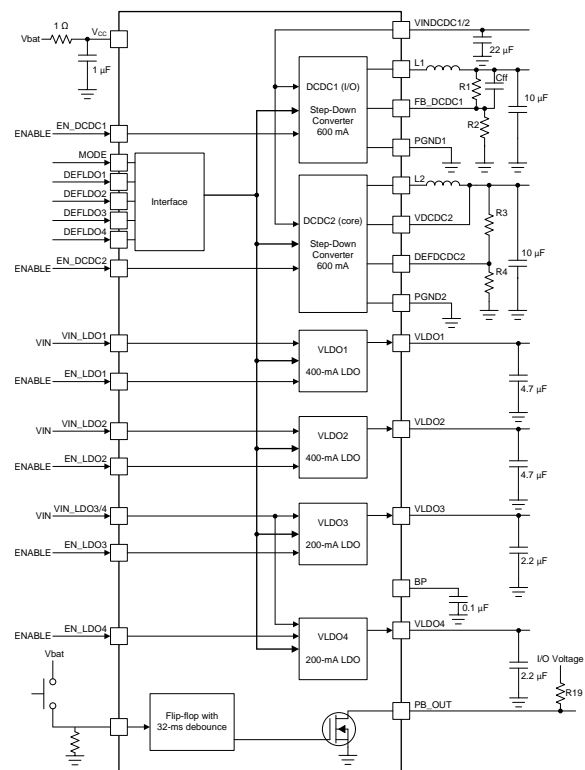 VINDCDC1/2
1 Ω
Vbat
VCC
22 µF
1 µF
L1
DCDC1 (I/O)
Step-Down
Converter
600 mA
R1
Cff
FB_DCDC1
10 µF
R2
ENABLE
EN_DCDC1
PGND1
MODE
DEFLDO1
DEFLDO2
DEFLDO3
DEFLDO4
Interface
L2
DCDC2 (core)
Step-Down
Converter
600 mA
VDCDC2
R3
DEFDCDC2
10 µF
R4
ENABLE
EN_DCDC2
PGND2
VIN
VIN_LDO1
VLDO1
400-mA LDO
VLDO1
ENABLE
EN_LDO1
4.7 µF
VIN
VIN_LDO2
VLDO2
400-mA LDO
VLDO2
ENABLE
EN_LDO2
4.7 µF
VIN
VIN_LDO3/4
VLDO3
200-mA LDO
VLDO3
ENABLE
EN_LDO3
2.2 µF
BP
0.1 µF
ENABLE
EN_LDO4
VLDO4
200-mA LDO
VLDO4
2.2 µF
I/O Voltage
R19
Vbat
PB_OUT
Flip-flop with
32-ms debounce